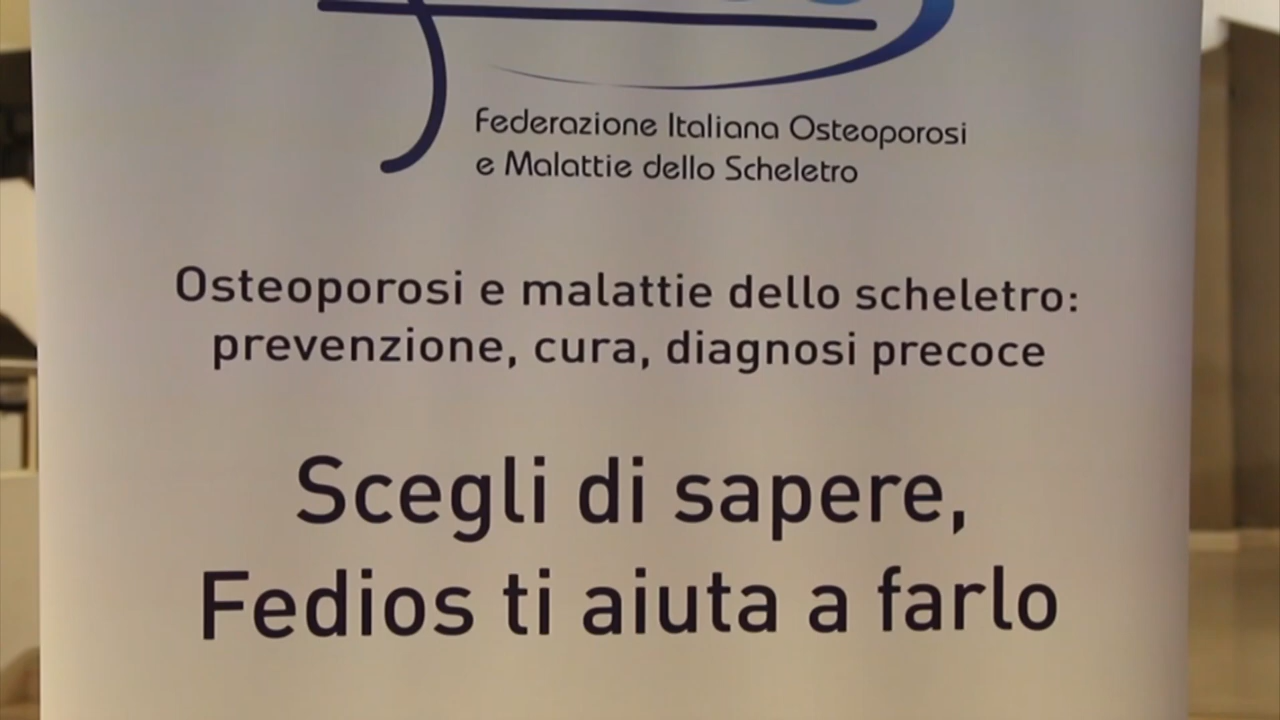 Federazione Italiana Osteoporosi
e Malattie dello Scheletro
Osteoporosi e malattie dello scheletro:
prevenzione, cura, diagnosi precoce
Scegli di sapere,
Fedios ti aiuta a farlo